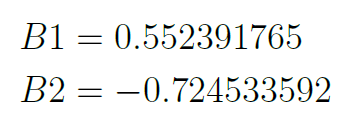 B1 = 0.552391765
B2 = −0.724533592